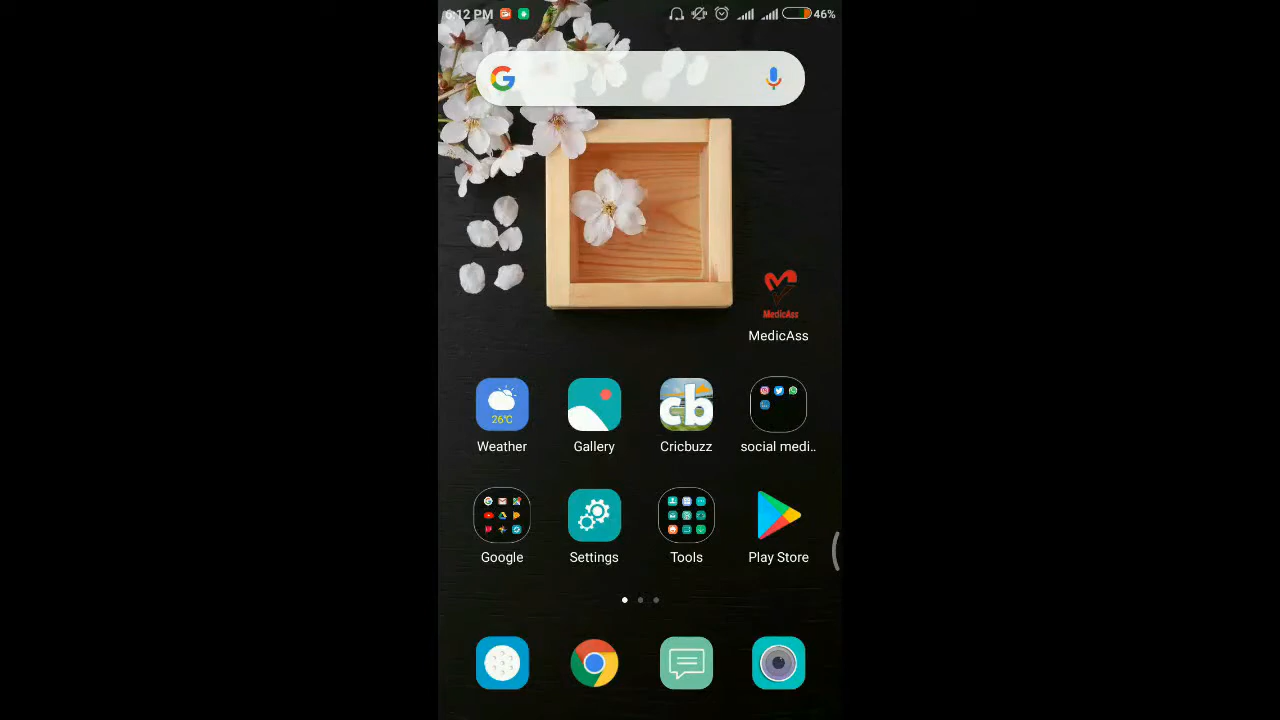 6:12 PM 46%
MedicAss
MedicAss
26°C
cb
Weather Gallery Cricbuzz social medi..
Google Settings Tools Play Store